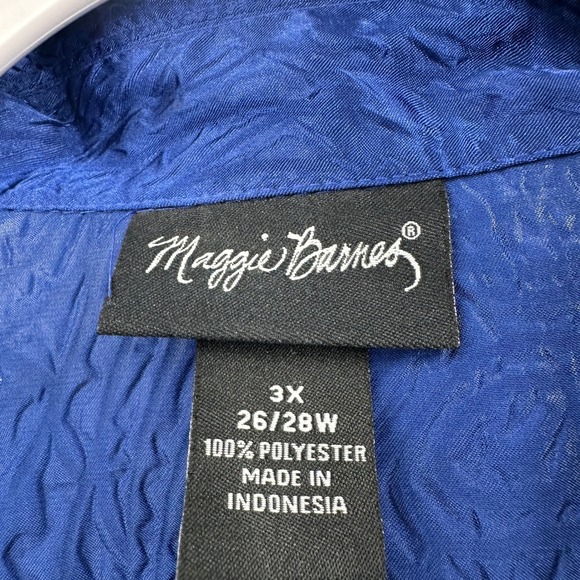 Maggie Barnes®
3X
26/28W
100% POLYESTER
MADE IN
INDONESIA